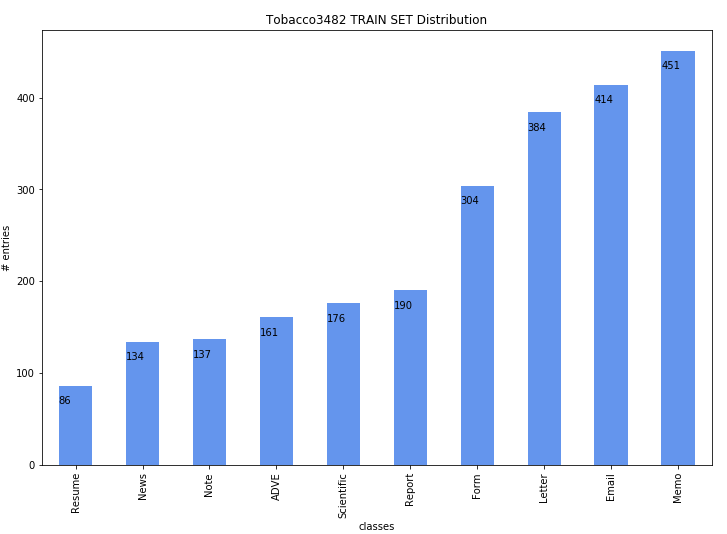 Tobacco3482 TRAIN SET Distribution
# entries
400
300
200
100
0
86
134
137
161
176
190
304
384
414
451
Resume
News
Note
ADVE
Scientific
Report
Form
Letter
Email
Memo
classes